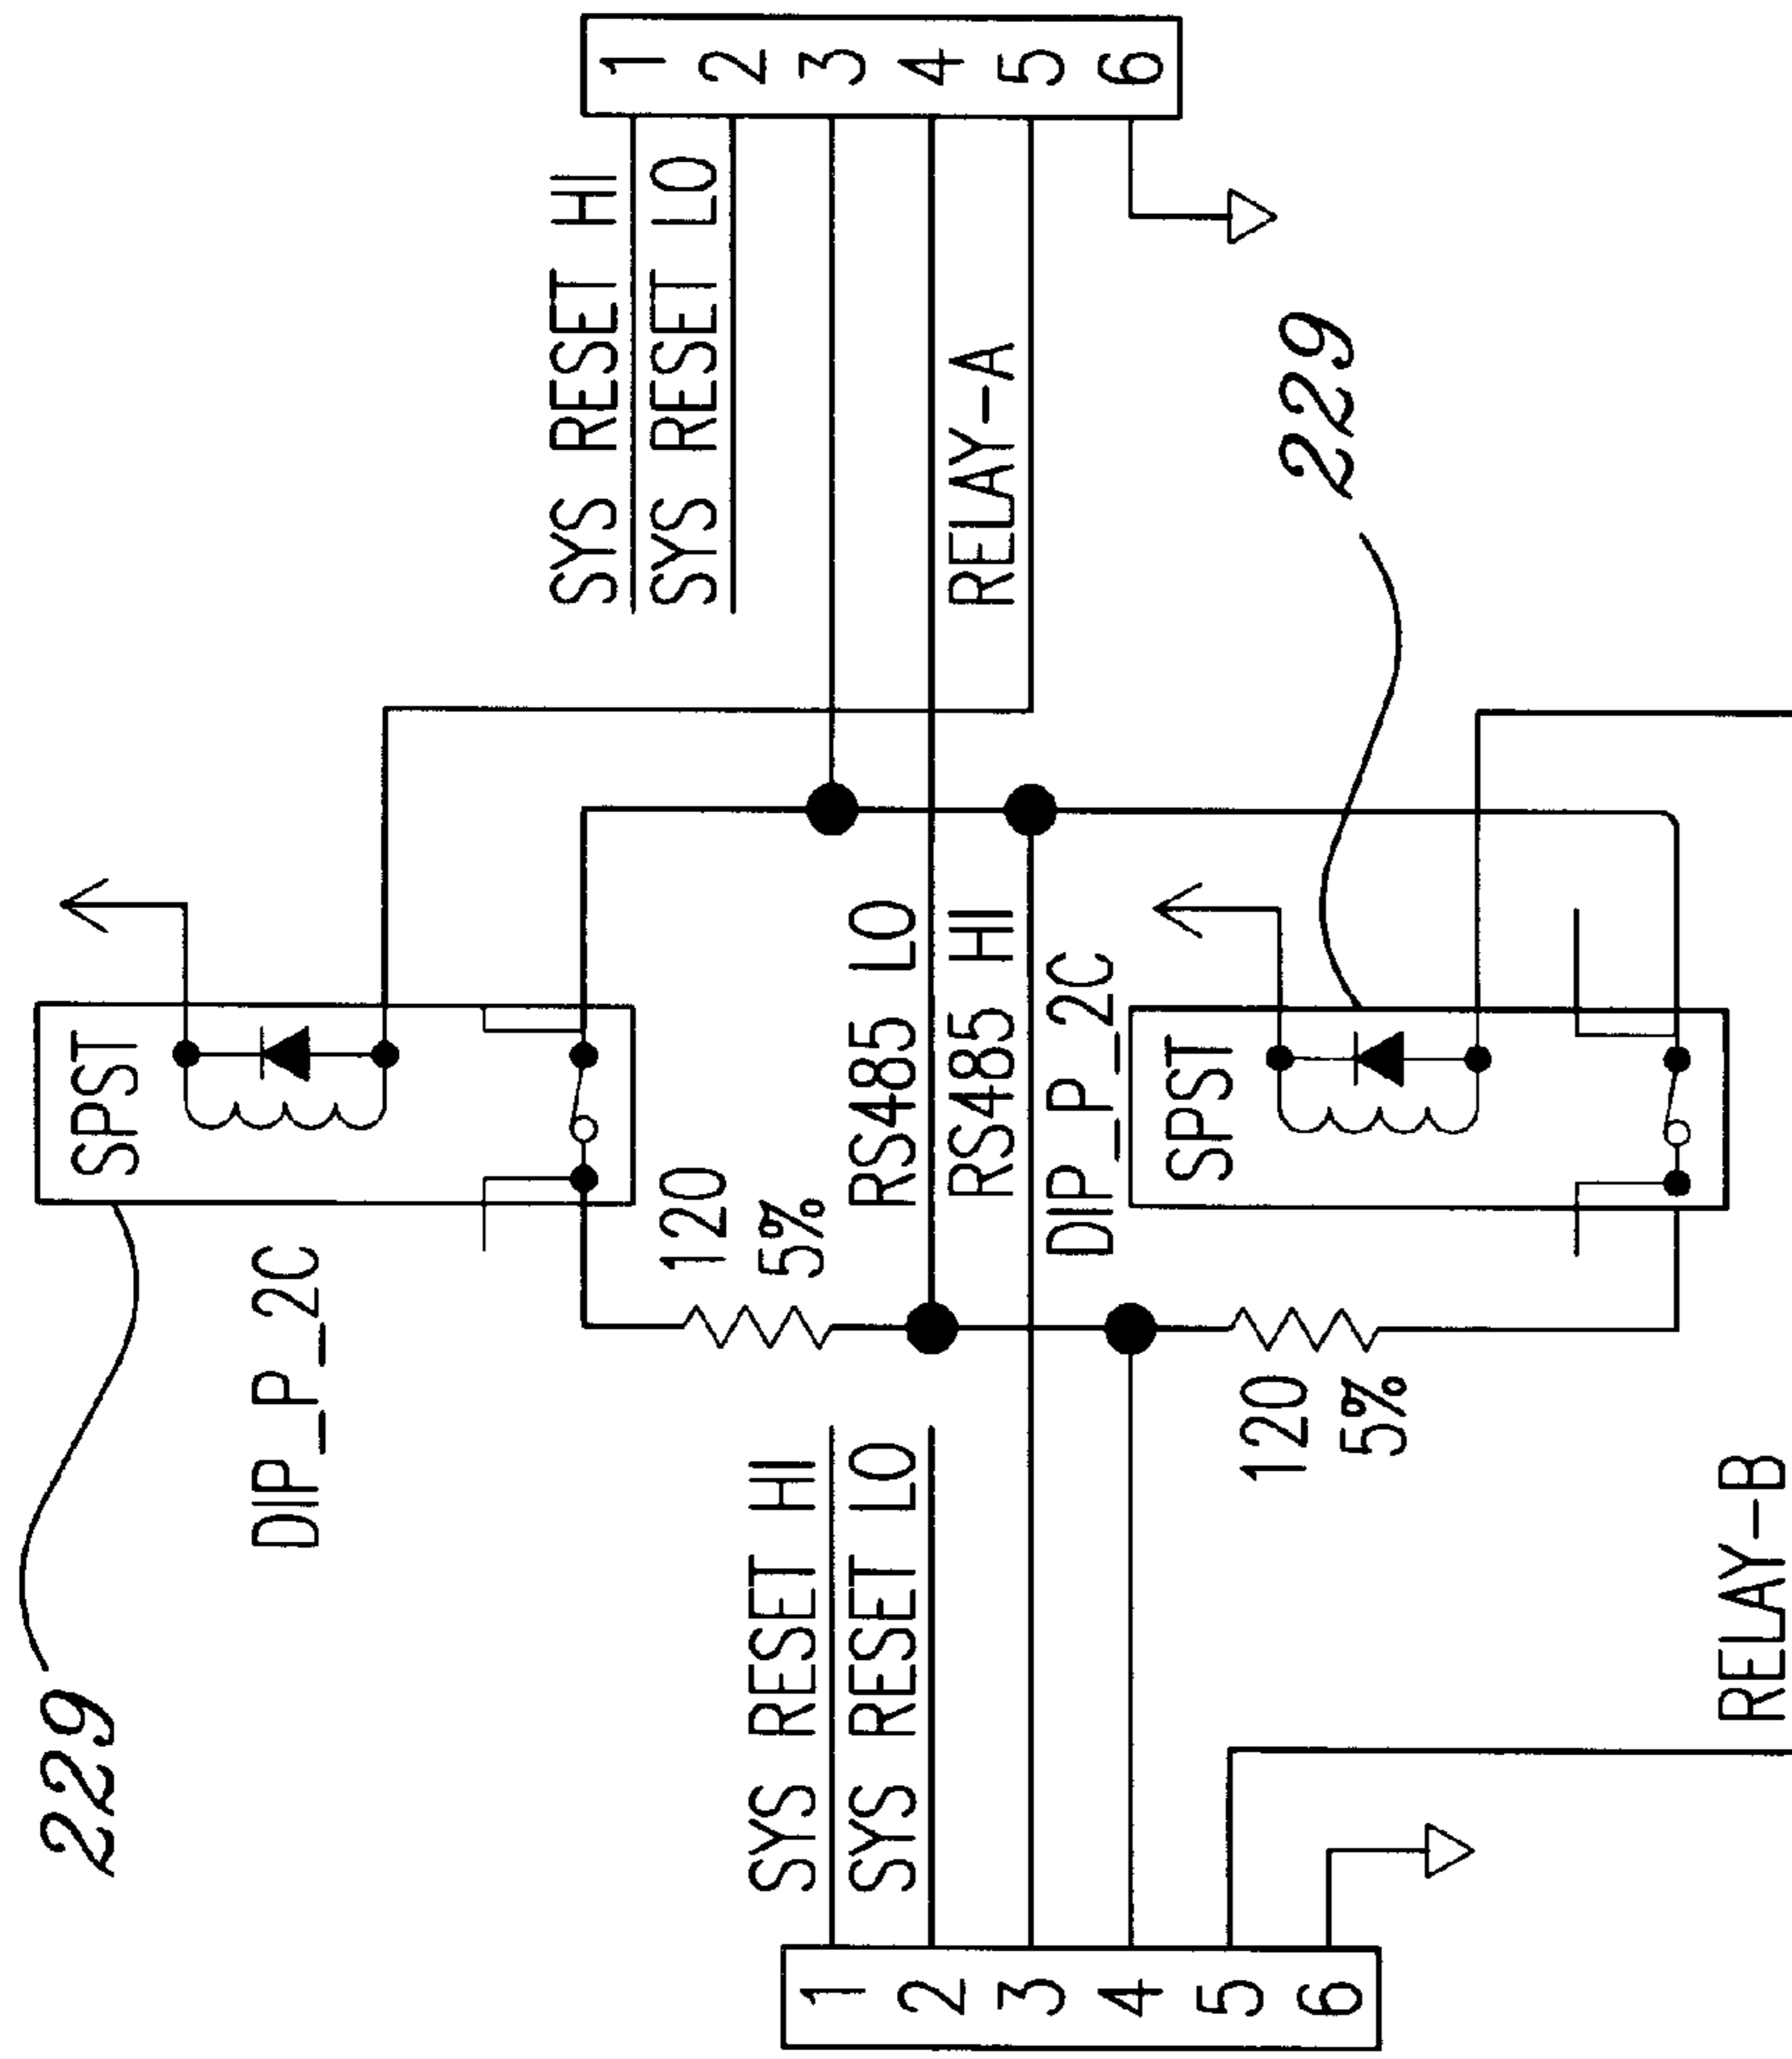 229
DIP_P_2C
SPST
120
5%
SYS RESET HI
SYS RESET LO
1
2
3
4
5
6
RS485 LO
RS485 HI
DIP_P_2C
SPST
229
120
5%
RELAY-A
RELAY-B
SYS RESET HI
SYS RESET LO
1
2
3
4
5
6